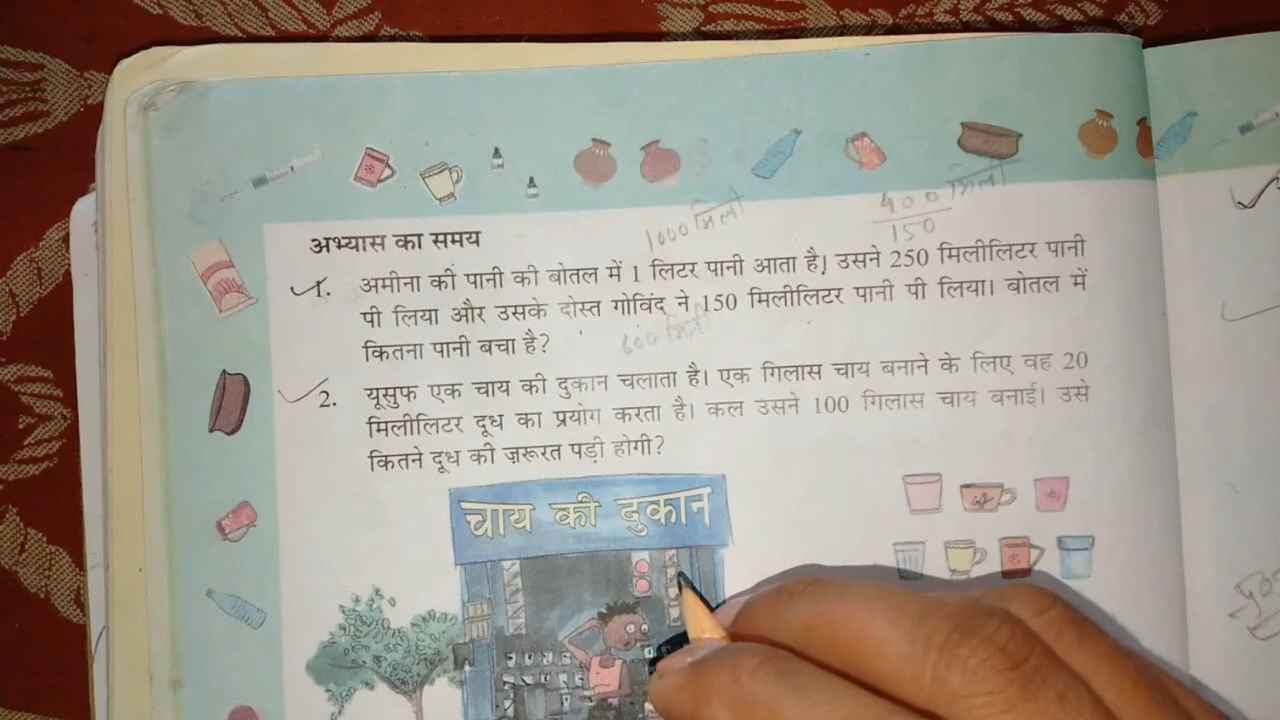 1000 मिली
400 मिली
150
अभ्यास का समय
1. अमीना की पानी की बोतल में 1 लिटर पानी आता है। उसने 250 मिलीलिटर पानी
पी लिया और उसके दोस्त गोविंद ने 150 मिलीलिटर पानी पी लिया। बोतल में
कितना पानी बचा है?
600 मिली
2. यूसुफ एक चाय की दुकान चलाता है। एक गिलास चाय बनाने के लिए वह 20
मिलीलिटर दूध का प्रयोग करता है। कल उसने 100 गिलास चाय बनाई। उसे
कितने दूध की ज़रूरत पड़ी होगी?
चाय की दुकान